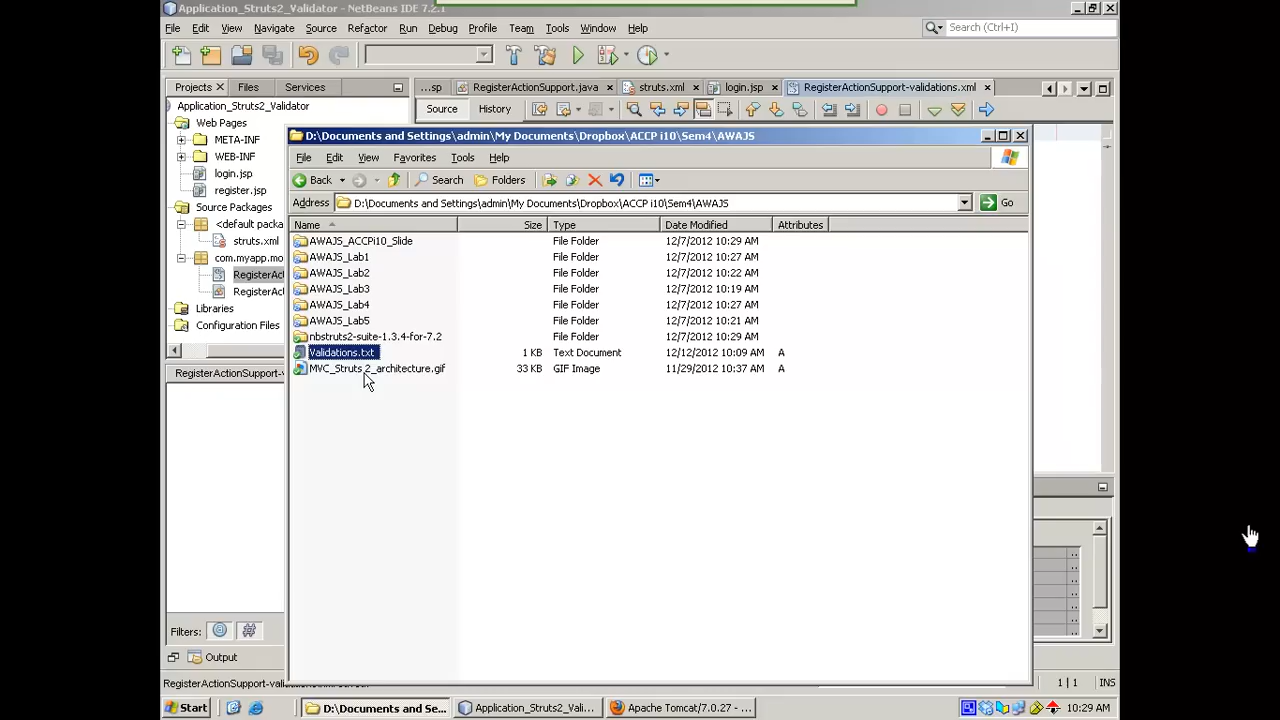 Application_Struts2_Validator - NetBeans IDE 7.2.1
File Edit View Navigate Source Refactor Run Debug Profile Team Tools Window Help
Search (Ctrl+I)
Projects Files Services
...sp RegisterActionSupport.java struts.xml login.jsp RegisterActionSupport-validations.xml
Source History
Application_Struts2_Validator
Web Pages
META-INF
WEB-INF
login.jsp
register.jsp
Source Packages
<default packa
struts.xml
com.myapp.mo
RegisterAct
RegisterAc
Libraries
Configuration Files
RegisterActionSupport-
Filters:
Output
D:\Documents and Settings\admin\My Documents\Dropbox\ACCP i10\Sem4\AWAJS
File Edit View Favorites Tools Help
Back Search Folders
Address D:\Documents and Settings\admin\My Documents\Dropbox\ACCP i10\Sem4\AWAJS Go
Name Size Type Date Modified Attributes
AWAJS_ACCPi10_Slide File Folder 12/7/2012 10:29 AM
AWAJS_Lab1 File Folder 12/7/2012 10:27 AM
AWAJS_Lab2 File Folder 12/7/2012 10:22 AM
AWAJS_Lab3 File Folder 12/7/2012 10:19 AM
AWAJS_Lab4 File Folder 12/7/2012 10:27 AM
AWAJS_Lab5 File Folder 12/7/2012 10:21 AM
nbstruts2-suite-1.3.4-for-7.2 File Folder 12/7/2012 10:29 AM
Validations.txt 1 KB Text Document 12/12/2012 10:09 AM A
MVC_Struts 2_architecture.gif 33 KB GIF Image 11/29/2012 10:37 AM A
1 | 1 INS
Start D:\Documents and Se... Application_Struts2_Vali... Apache Tomcat/7.0.27 - ... 10:29 AM